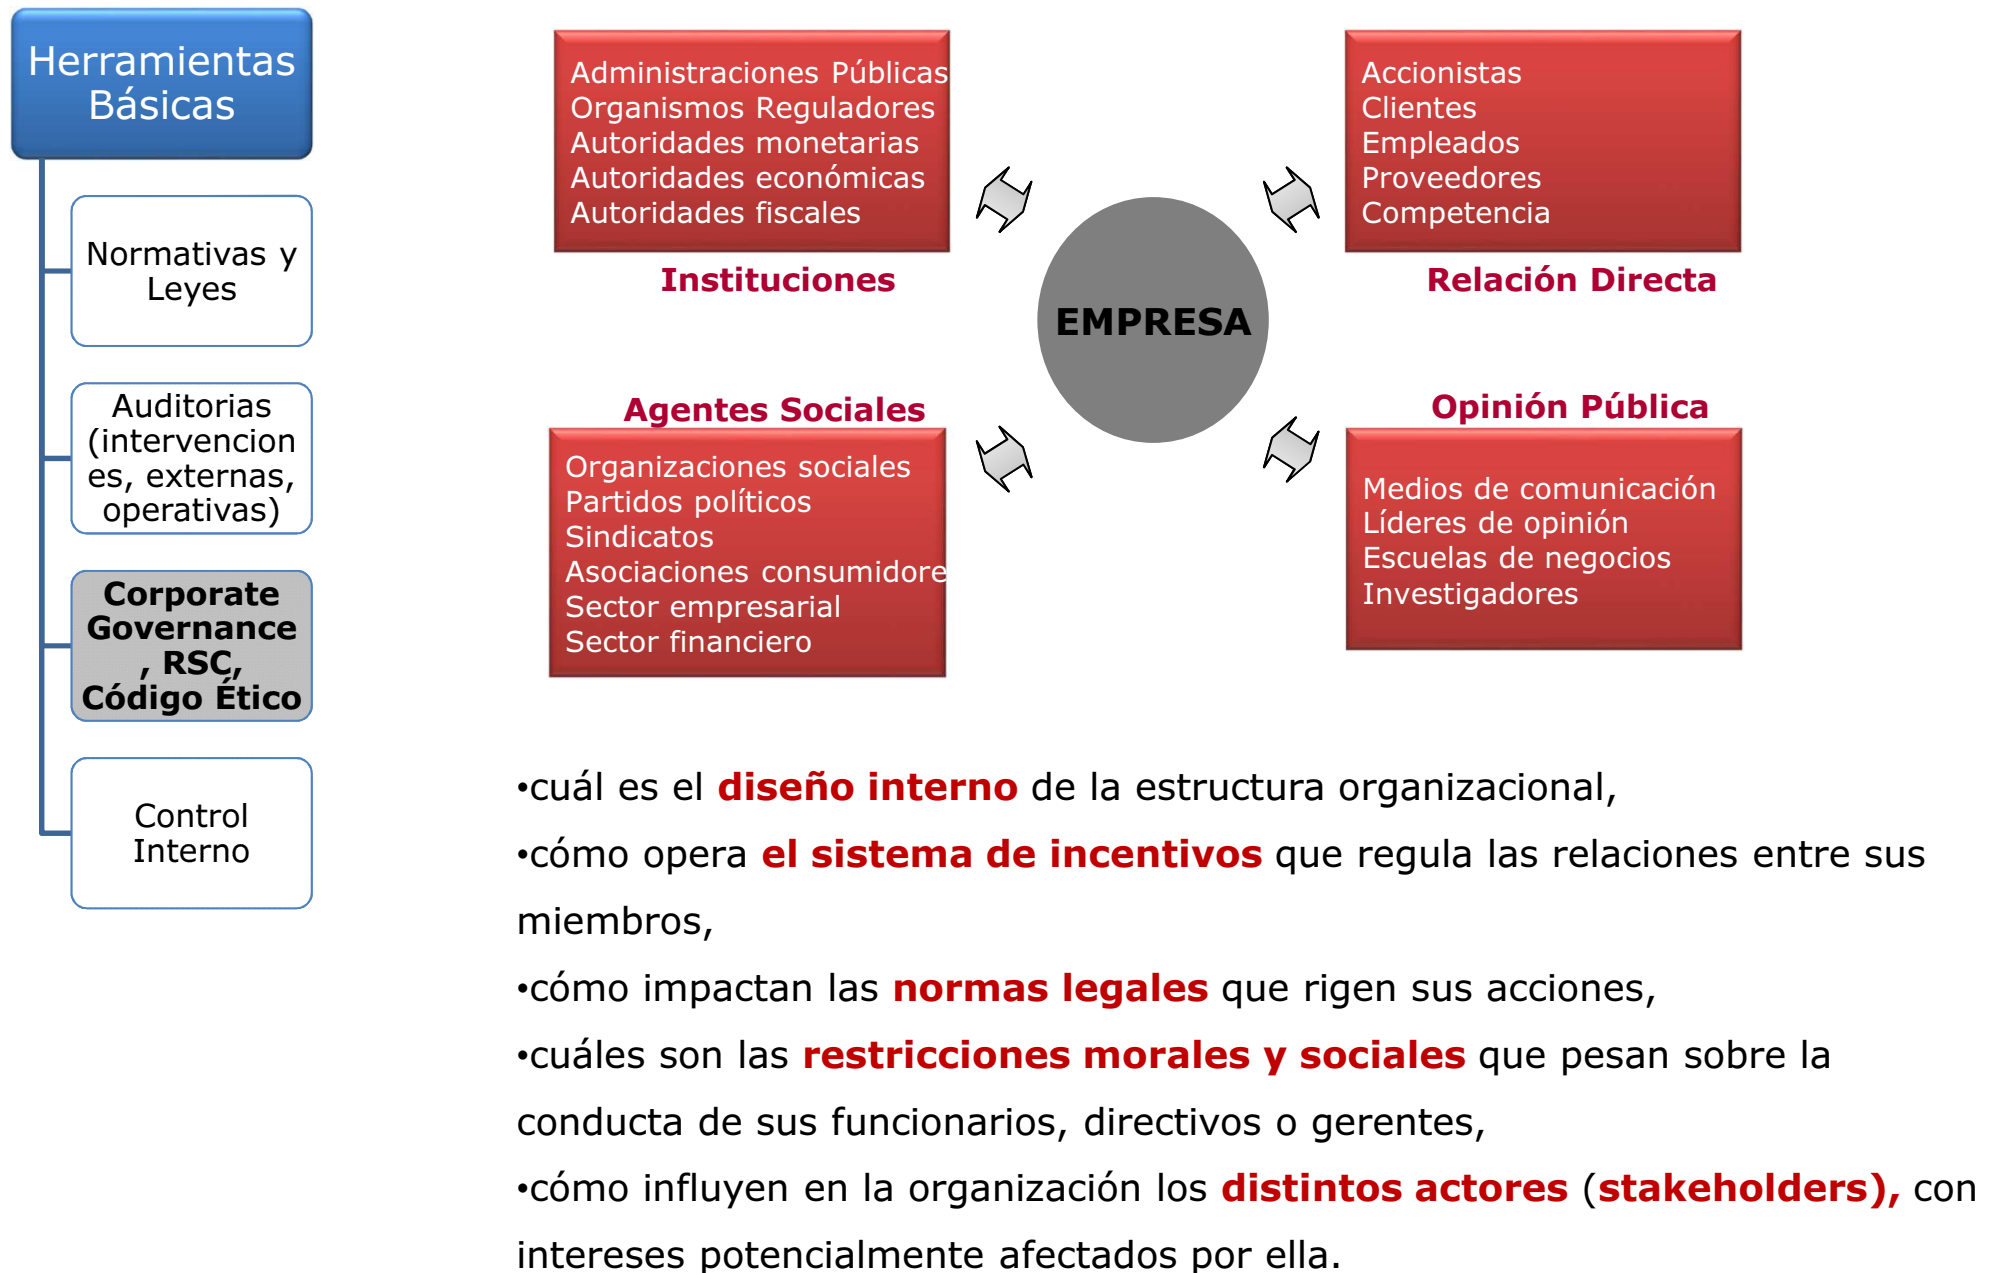 Herramientas
Básicas
Normativas y
Leyes
Auditorias
(intervencion
es, externas,
operativas)
Corporate
Governance
, RSC,
Código Ético
Control
Interno
Administraciones Públicas
Organismos Reguladores
Autoridades monetarias
Autoridades económicas
Autoridades fiscales
Instituciones
Accionistas
Clientes
Empleados
Proveedores
Competencia
Relación Directa
EMPRESA
Agentes Sociales
Organizaciones sociales
Partidos políticos
Sindicatos
Asociaciones consumidore
Sector empresarial
Sector financiero
Opinión Pública
Medios de comunicación
Líderes de opinión
Escuelas de negocios
Investigadores
•cuál es el diseño interno de la estructura organizacional,
•cómo opera el sistema de incentivos que regula las relaciones entre sus
miembros,
•cómo impactan las normas legales que rigen sus acciones,
•cuáles son las restricciones morales y sociales que pesan sobre la
conducta de sus funcionarios, directivos o gerentes,
•cómo influyen en la organización los distintos actores (stakeholders), con
intereses potencialmente afectados por ella.